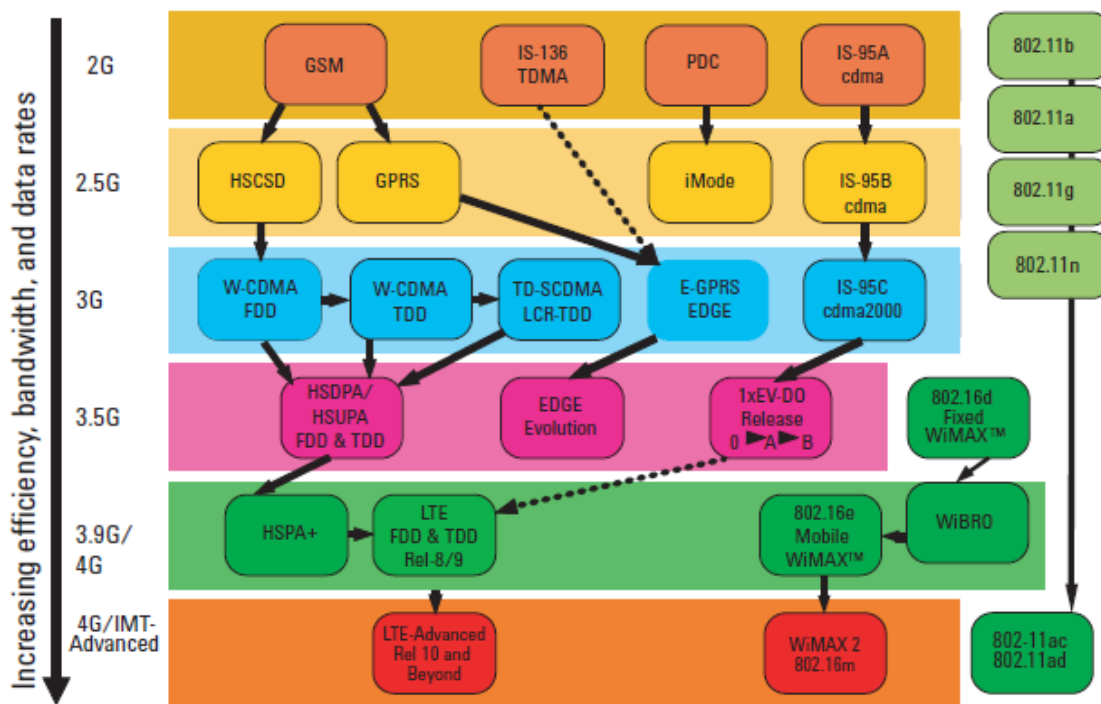 Increasing efficiency, bandwidth, and data rates
2G
GSM
IS-136
TDMA
PDC
IS-95A
cdma
802.11b
802.11a
2.5G
HSCSD
GPRS
iMode
IS-95B
cdma
802.11g
802.11n
3G
W-CDMA
FDD
W-CDMA
TDD
TD-SCDMA
LCR-TDD
E-GPRS
EDGE
IS-95C
cdma2000
3.5G
HSDPA/
HSUPA
FDD & TDD
EDGE
Evolution
1xEV-DO
Release
0 ► A ► B
802.16d
Fixed
WiMAX™
3.9G/
4G
HSPA+
LTE
FDD & TDD
Rel-8/9
802.16e
Mobile
WiMAX™
WiBRO
4G/IMT-
Advanced
LTE-Advanced
Rel 10 and
Beyond
WiMAX 2
802.16m
802-11ac
802.11ad